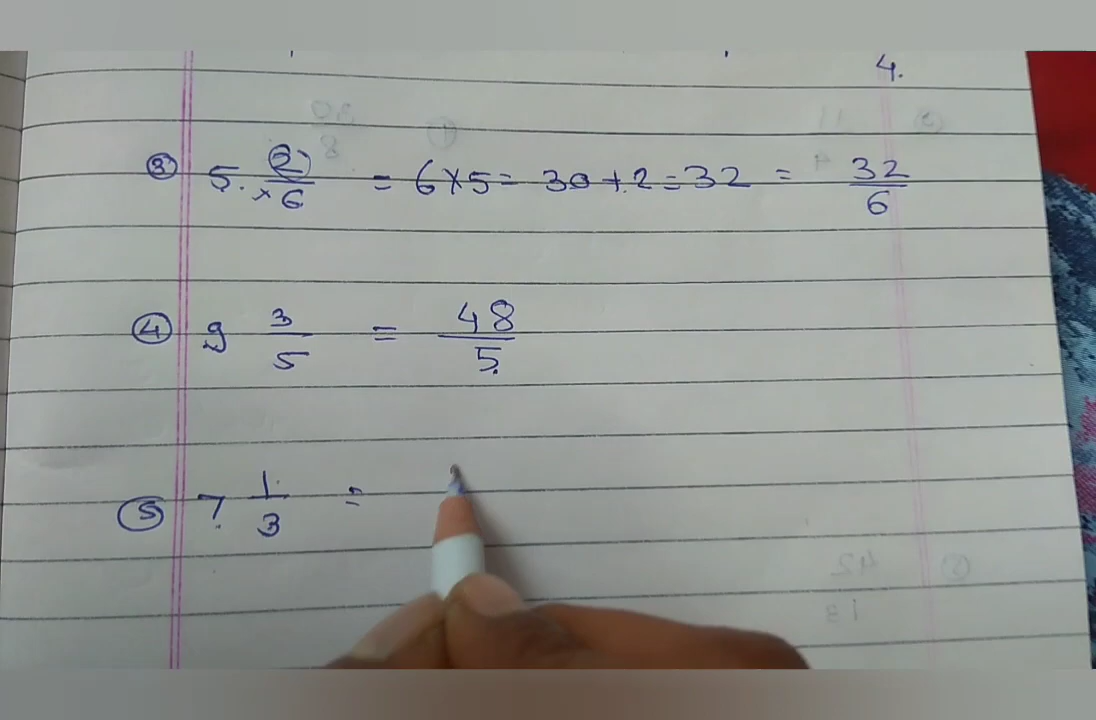 4.
③ 5. 2/6 × = 6×5= 30+2=32 = 32/6
④ 9 3/5 = 48/5.
⑤ 7 1/3 =